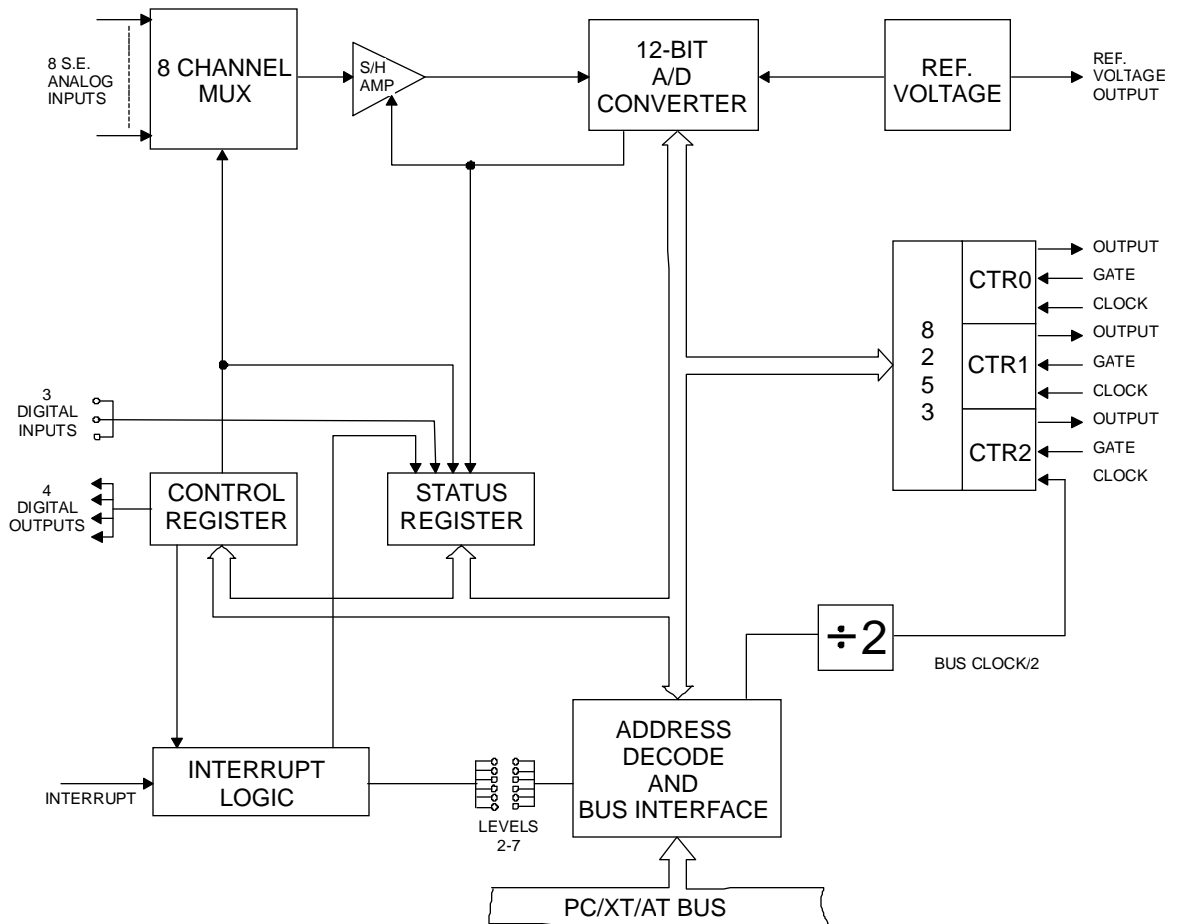 8 S.E.
ANALOG
INPUTS
8 CHANNEL
MUX
S/H
AMP
12-BIT
A/D
CONVERTER
REF.
VOLTAGE
REF.
VOLTAGE
OUTPUT
8
2
5
3
CTR0
CTR1
CTR2
OUTPUT
GATE
CLOCK
OUTPUT
GATE
CLOCK
OUTPUT
GATE
CLOCK
3
DIGITAL
INPUTS
4
DIGITAL
OUTPUTS
CONTROL
REGISTER
STATUS
REGISTER
÷2
BUS CLOCK/2
INTERRUPT
INTERRUPT
LOGIC
LEVELS
2-7
ADDRESS
DECODE
AND
BUS INTERFACE
PC/XT/AT BUS